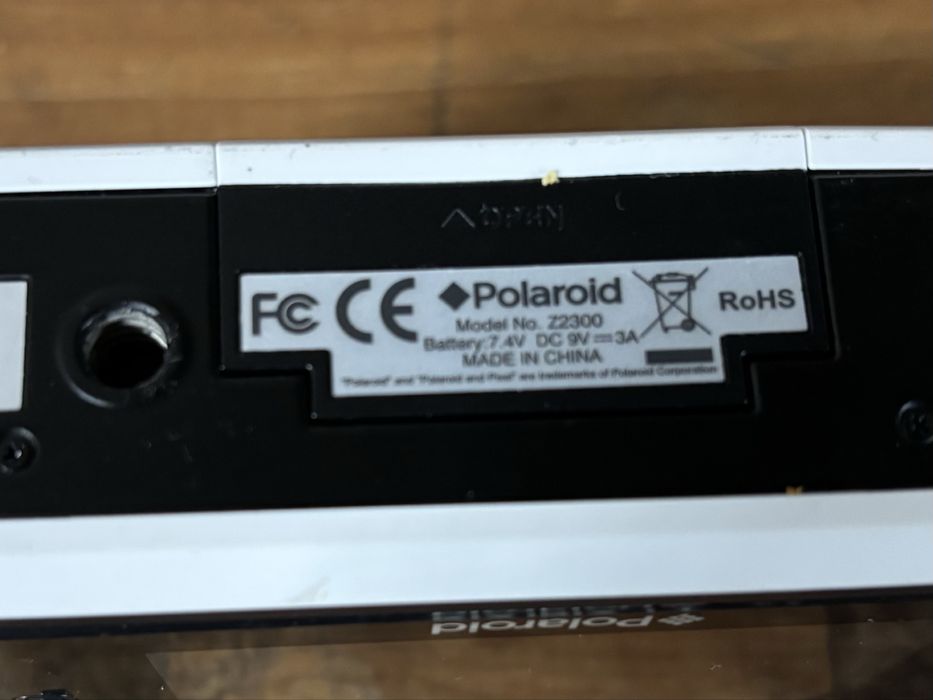 OPEN
FC CE Polaroid RoHS
Model No. Z2300
Battery:7.4V DC 9V 3A
MADE IN CHINA
"Polaroid" and "Polaroid and Pixel" are trademarks of Polaroid Corporation
Polaroid